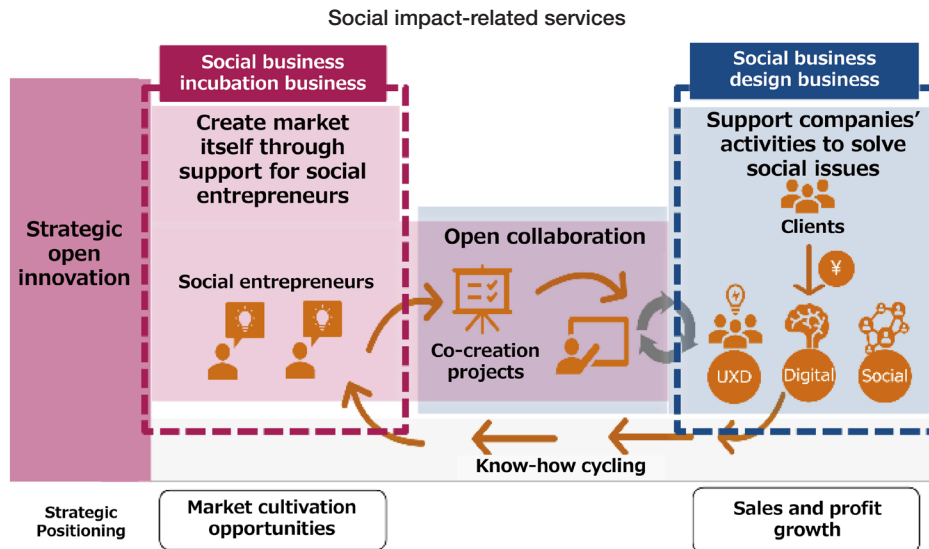 Social impact-related services
Social business
incubation business
Social business
design business
Create market
itself through
support for social
entrepreneurs
Support companies’
activities to solve
social issues
Clients
¥
Strategic
open
innovation
Open collaboration
Social entrepreneurs
Co-creation
projects
UXD
Digital
Social
Know-how cycling
Strategic
Positioning
Market cultivation
opportunities
Sales and profit
growth